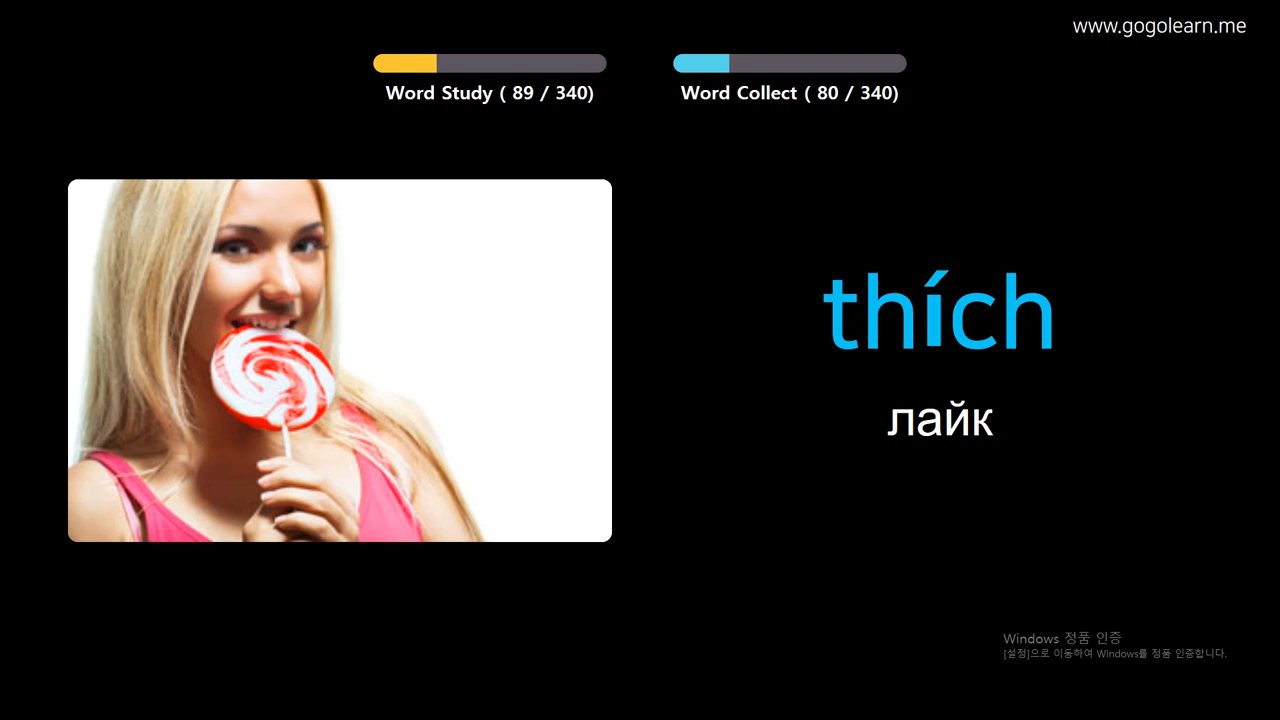 www.gogolearn.me
Word Study ( 89 / 340)
Word Collect ( 80 / 340)
thích
лайк
Windows 정품 인증
[설정]으로 이동하여 Windows를 정품 인증합니다.